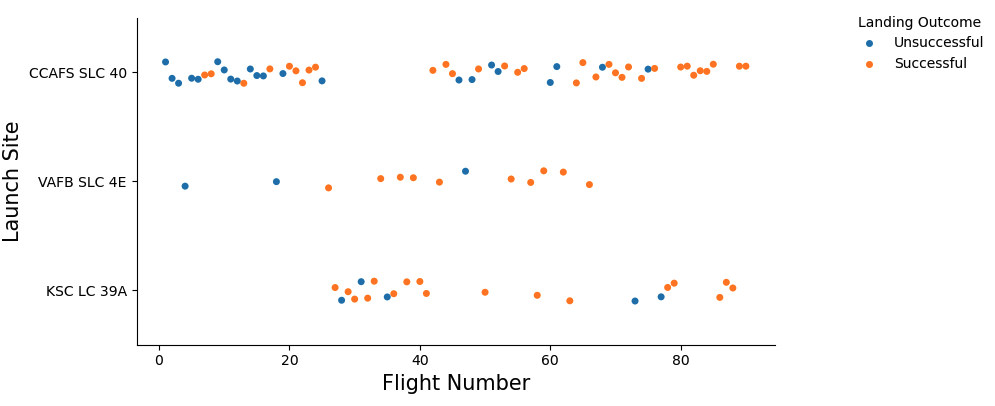 Landing Outcome
Unsuccessful
Successful
CCAFS SLC 40
VAFB SLC 4E
KSC LC 39A
Launch Site
0 20 40 60 80
Flight Number